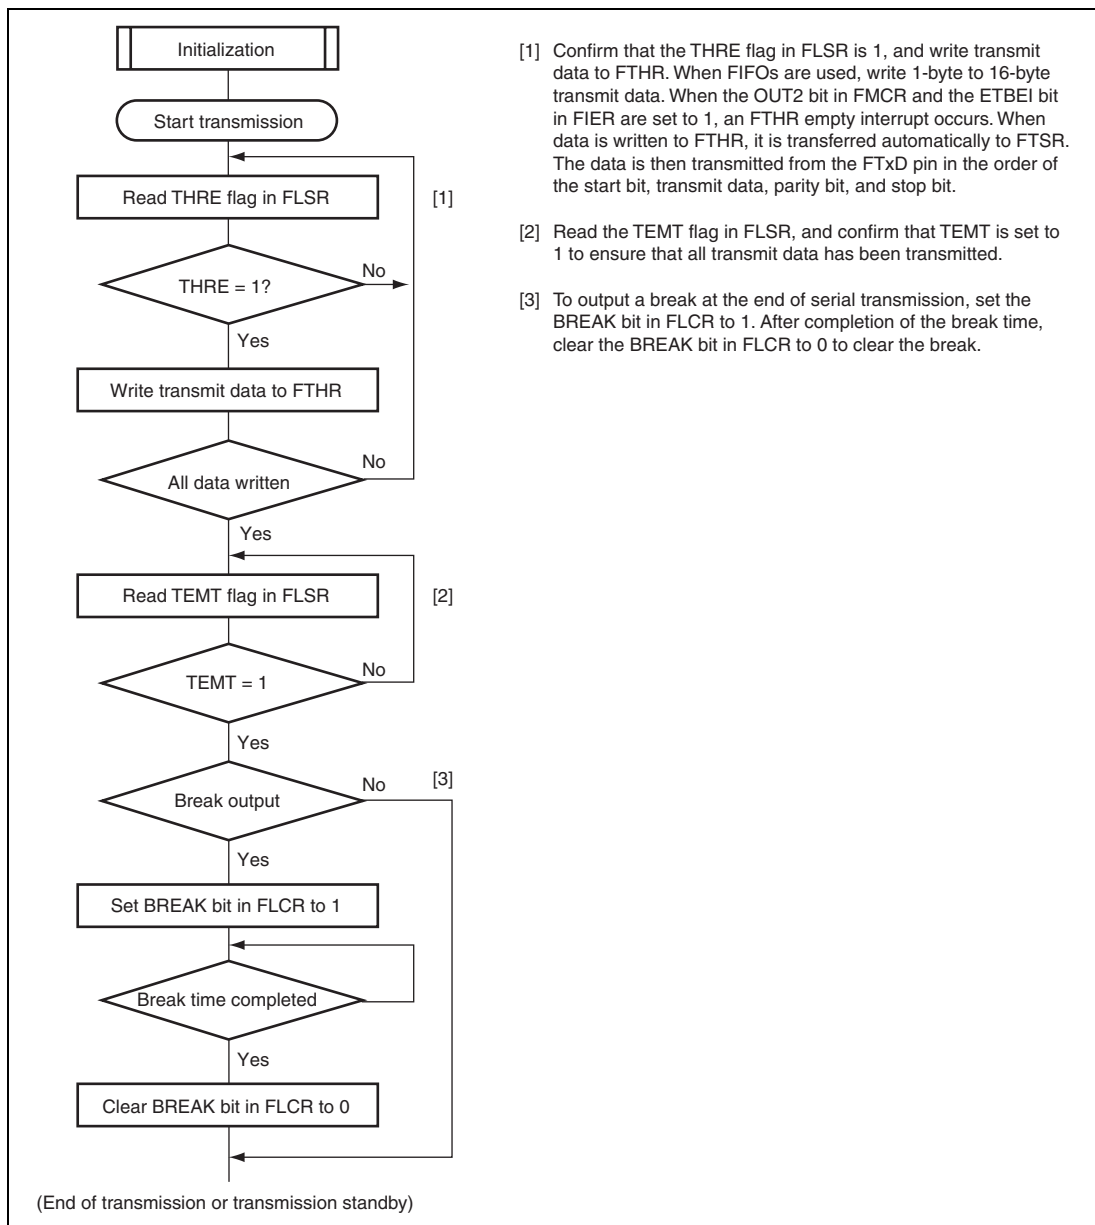 Initialization
Start transmission
Read THRE flag in FLSR
[1]
THRE = 1?
No
Yes
Write transmit data to FTHR
All data written
No
Yes
Read TEMT flag in FLSR
[2]
TEMT = 1
No
Yes
Break output
No
[3]
Yes
Set BREAK bit in FLCR to 1
Break time completed
Yes
Clear BREAK bit in FLCR to 0
(End of transmission or transmission standby)
[1] Confirm that the THRE flag in FLSR is 1, and write transmit
data to FTHR. When FIFOs are used, write 1-byte to 16-byte
transmit data. When the OUT2 bit in FMCR and the ETBEI bit
in FIER are set to 1, an FTHR empty interrupt occurs. When
data is written to FTHR, it is transferred automatically to FTSR.
The data is then transmitted from the FTxD pin in the order of
the start bit, transmit data, parity bit, and stop bit.
[2] Read the TEMT flag in FLSR, and confirm that TEMT is set to
1 to ensure that all transmit data has been transmitted.
[3] To output a break at the end of serial transmission, set the
BREAK bit in FLCR to 1. After completion of the break time,
clear the BREAK bit in FLCR to 0 to clear the break.